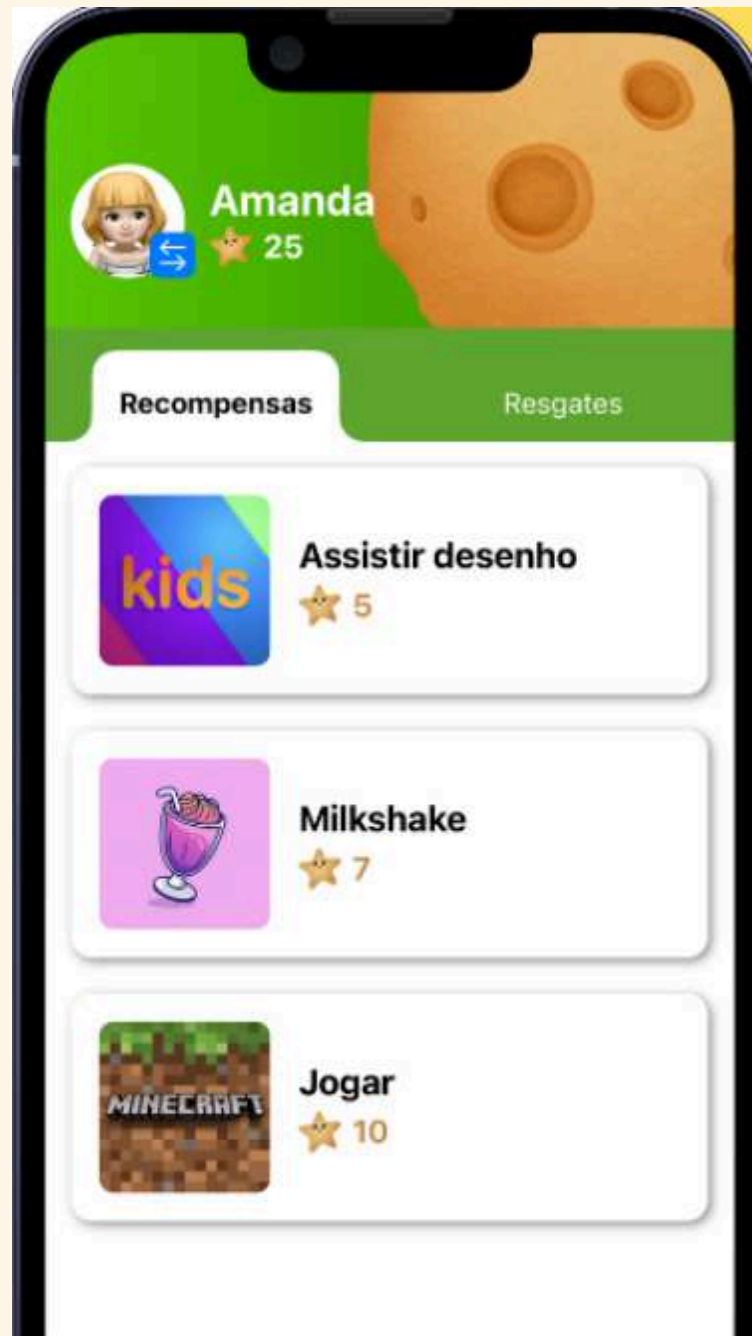 Amanda
25
Recompensas
Resgates
kids
Assistir desenho
5
Milkshake
7
MINECRAFT
Jogar
10